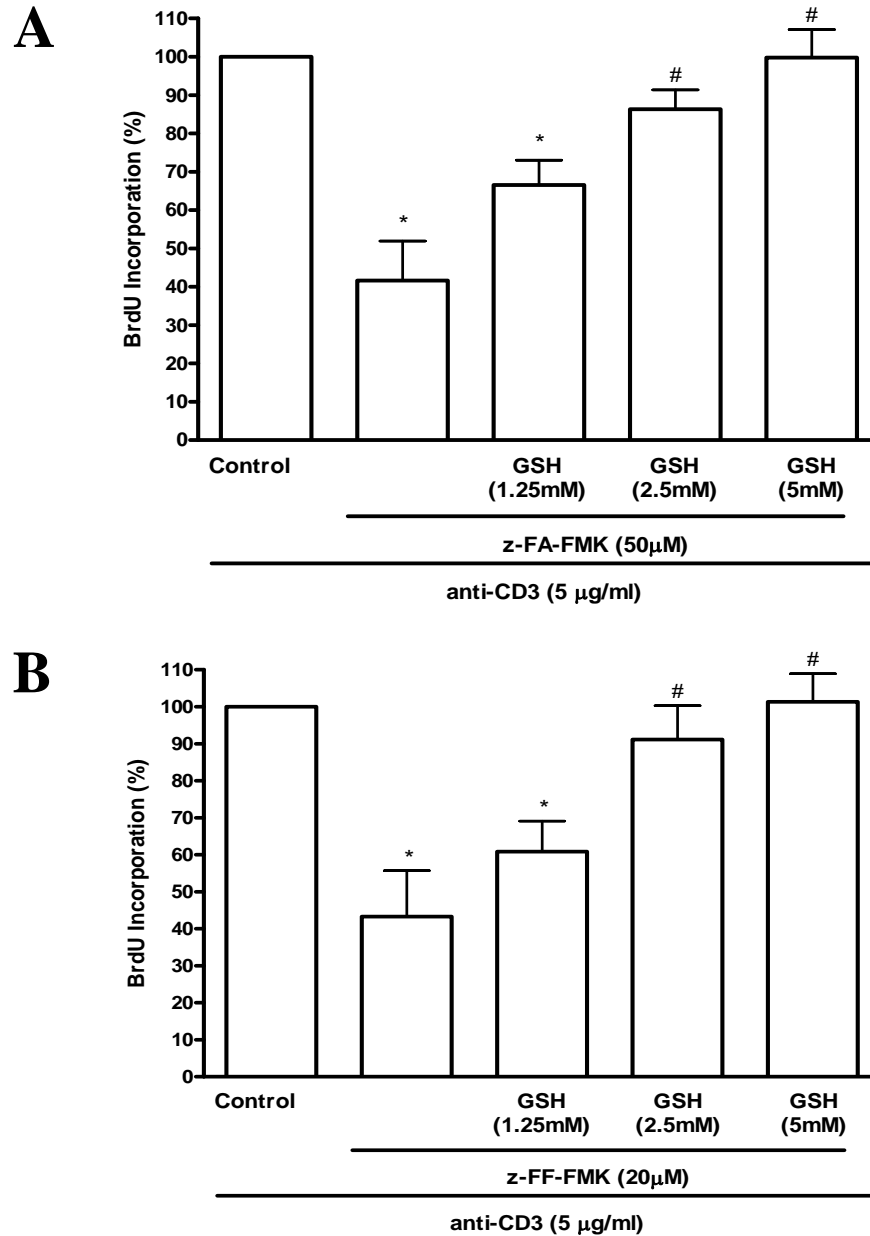 A
BrdU Incorporation (%)
110
100
90
80
70
60
50
40
30
20
10
0
*
*
#
#
Control
GSH
(1.25mM)
GSH
(2.5mM)
GSH
(5mM)
z-FA-FMK (50μM)
anti-CD3 (5 μg/ml)
B
BrdU Incorporation (%)
110
100
90
80
70
60
50
40
30
20
10
0
*
*
#
#
Control
GSH
(1.25mM)
GSH
(2.5mM)
GSH
(5mM)
z-FF-FMK (20μM)
anti-CD3 (5 μg/ml)